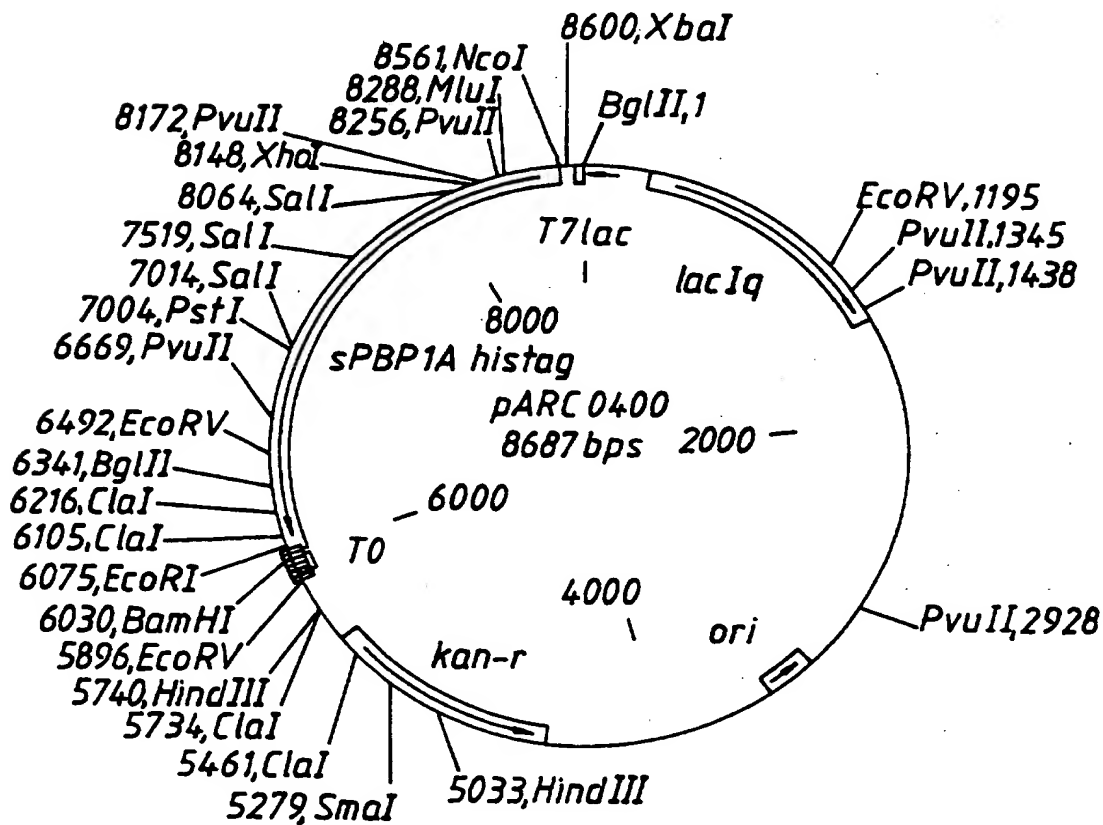 8600,XbaI
8561,NcoI
8288,MluI
8256,PvuII
8172,PvuII
8148,XhoI
8064,SalI
7519,SalI
7014,SalI
7004,PstI
6669,PvuII
6492,EcoRV
6341,BglII
6216,ClaI
6105,ClaI
6075,EcoRI
6030,BamHI
5896,EcoRV
5740,HindIII
5734,ClaI
5461,ClaI
5279,SmaI
5033,HindIII
BglII,1
EcoRV,1195
PvuII,1345
PvuII,1438
PvuII,2928
T7lac
lacIq
8000
sPBP1A histag
pARC 0400
8687 bps
2000
6000
T0
4000
ori
kan-r